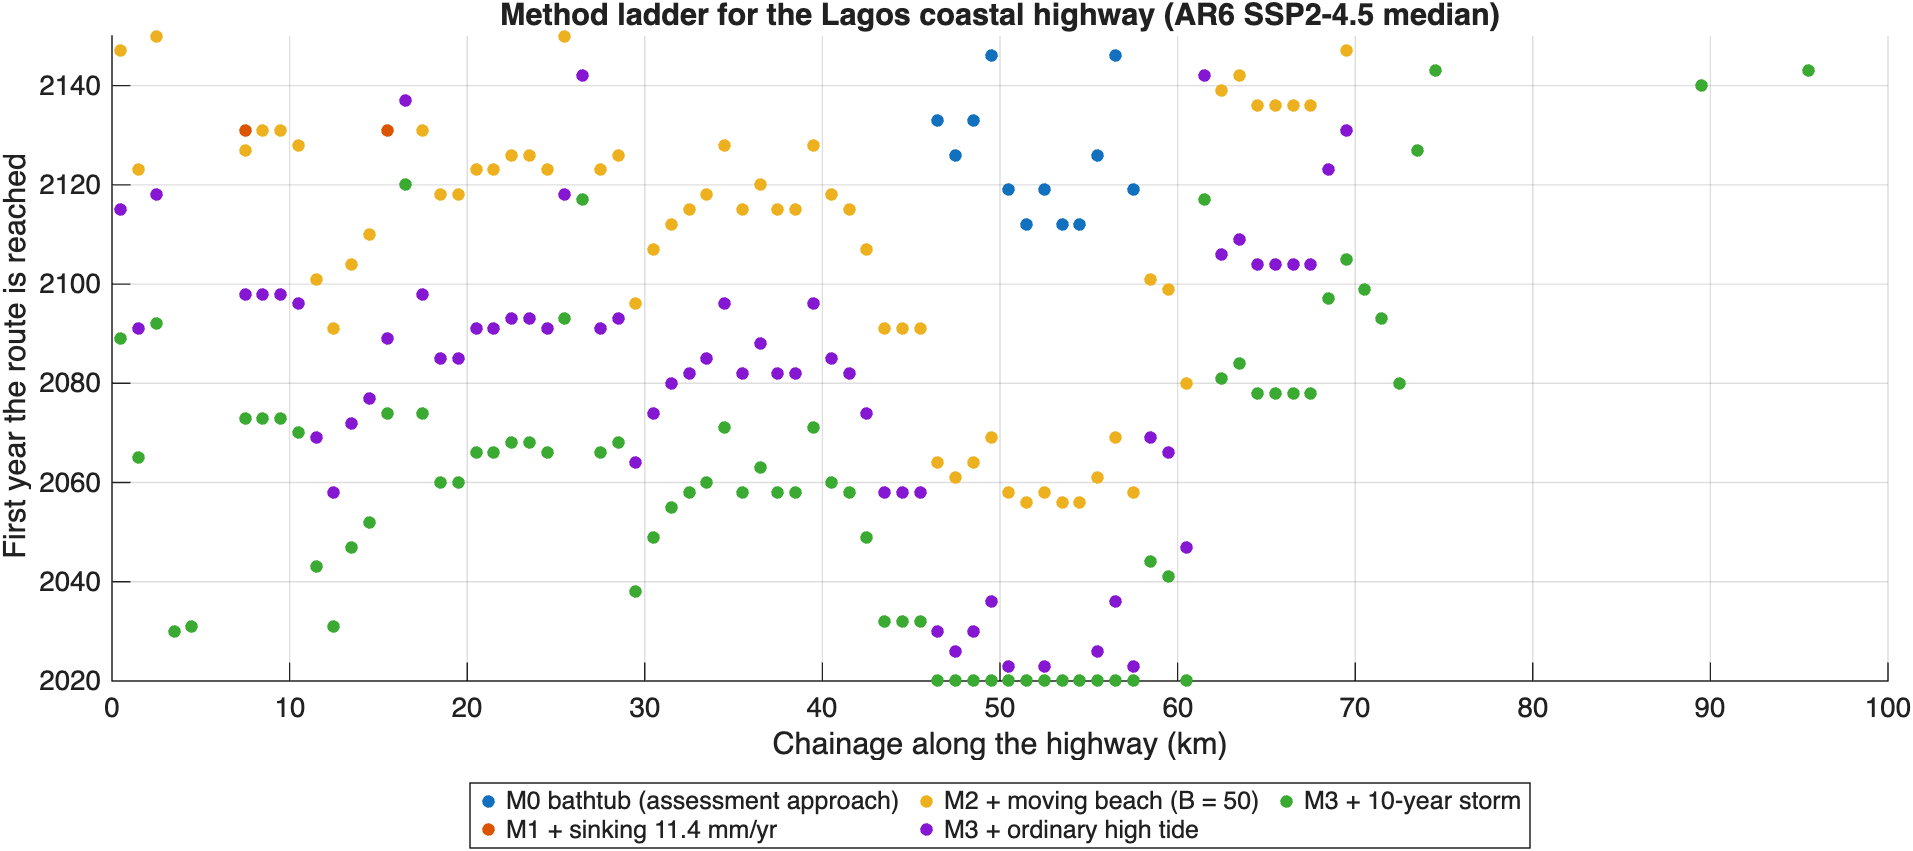 Method ladder for the Lagos coastal highway (AR6 SSP2-4.5 median)
First year the route is reached
2140
2120
2100
2080
2060
2040
2020
0 10 20 30 40 50 60 70 80 90 100
Chainage along the highway (km)
M0 bathtub (assessment approach) M2 + moving beach (B = 50) M3 + 10-year storm
M1 + sinking 11.4 mm/yr M3 + ordinary high tide